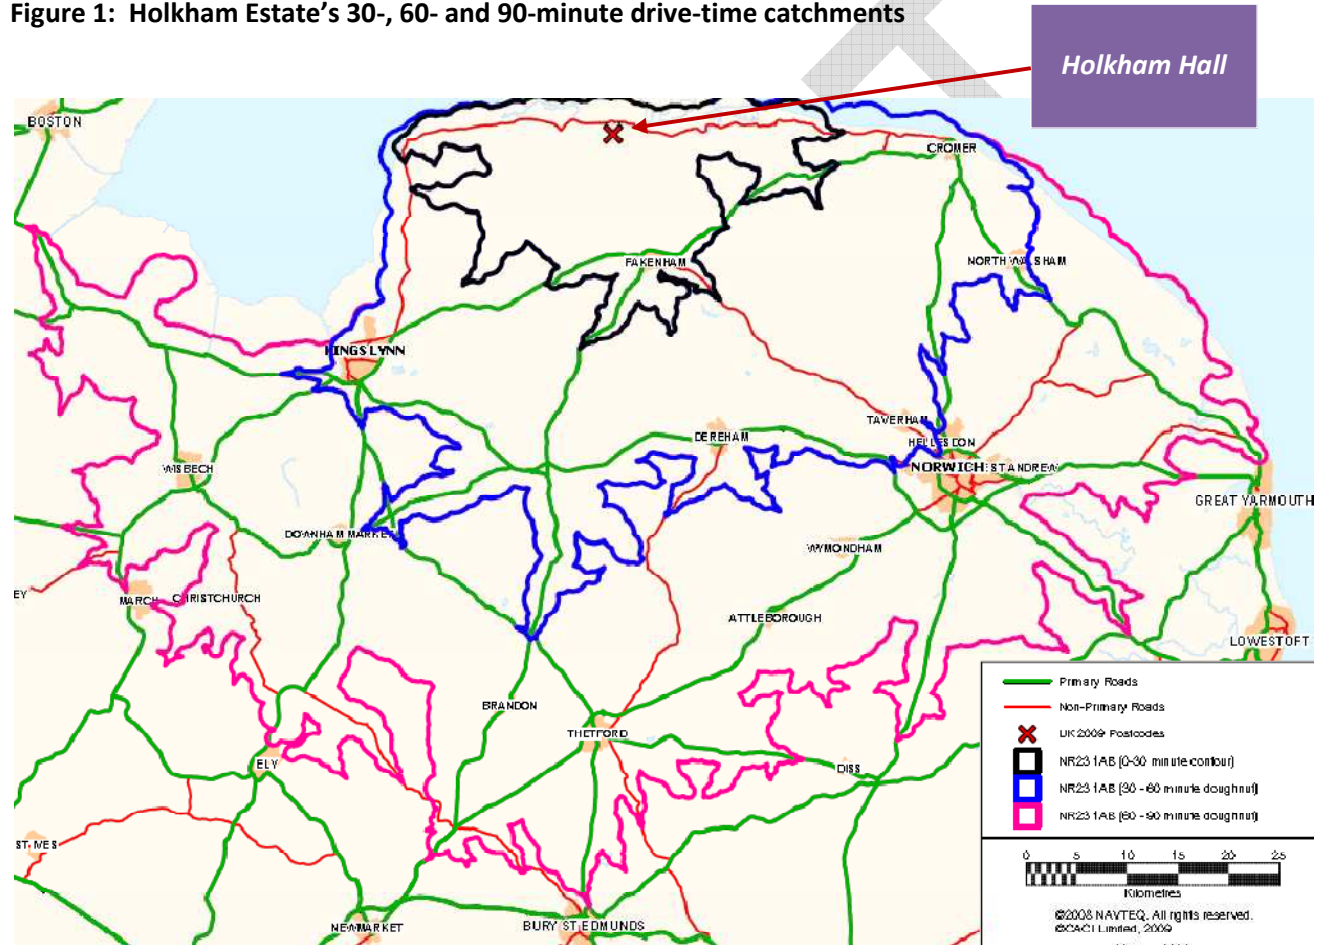 Figure 1: Holkham Estate's 30-, 60- and 90-minute drive-time catchments
Holkham Hall
BOSTON
CROMER
FAKENHAM
NORTH WALSHAM
KINGS LYNN
TAVERHAM
DEREHAM
HELLESDON
NORWICH ST ANDREW
WISBECH
GREAT YARMOUTH
DOWNHAM MARKET
WYMONDHAM
EY
MARCH
CHRISTCHURCH
ATTLEBOROUGH
LOWESTOFT
BRANDON
THETFORD
ELY
DISS
ST. IVES
NEWMARKET
BURY ST EDMUNDS
Primary Roads
Non-Primary Roads
UK 2009 Postcodes
NR23 1AB (0-30 minute contour)
NR23 1AB (30 - 60 minute doughnut)
NR23 1AB (60 - 90 minute doughnut)
0 5 10 15 20 25
Kilometres
©2008 NAVTEQ. All rights reserved.
©CACI Limited, 2009